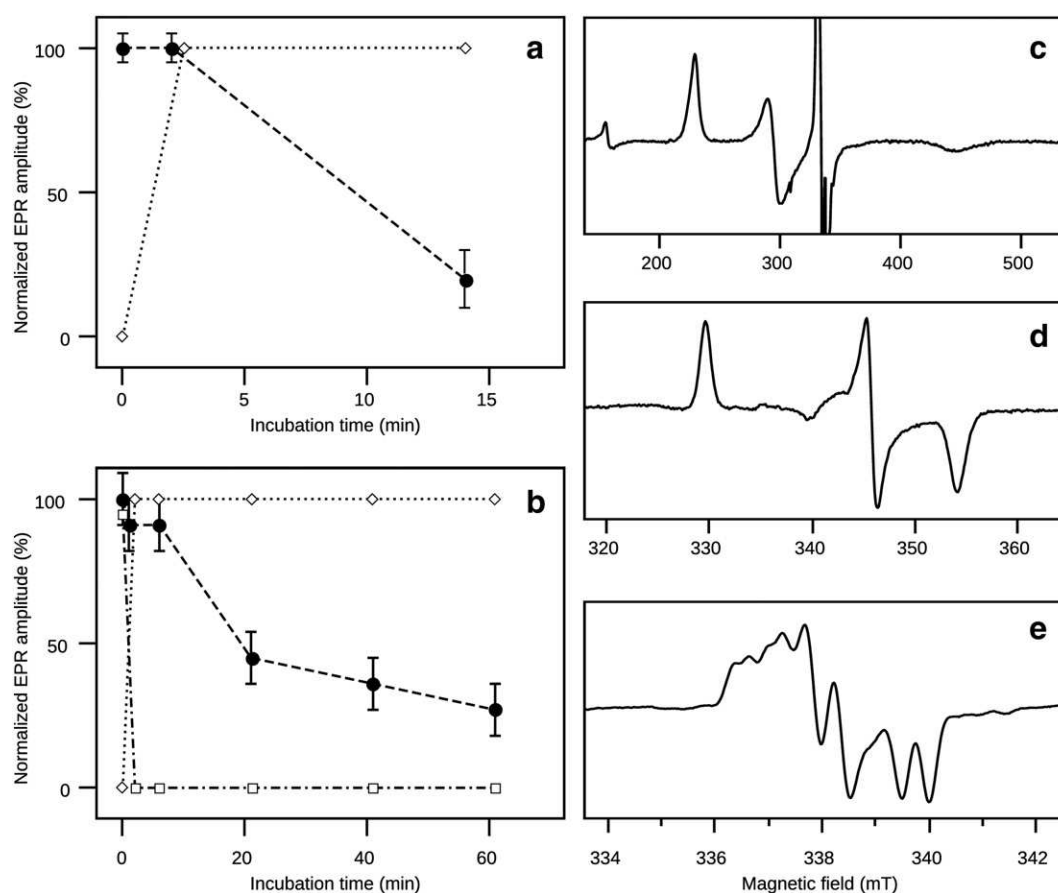 a
100
50
0
Normalized EPR amplitude (%)
0 5 10 15
Incubation time (min)
b
100
50
0
Normalized EPR amplitude (%)
0 20 40 60
Incubation time (min)
c
200 300 400 500
d
320 330 340 350 360
e
334 336 338 340 342
Magnetic field (mT)